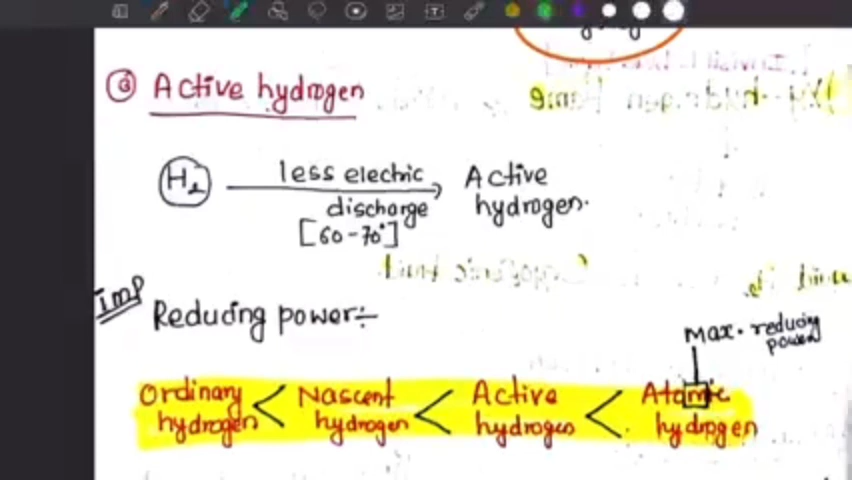 ③ Active hydrogen
H₂ less electric Active
discharge hydrogen.
[60-70°]
Imp
Reducing power:-
Max. reducing
power
Ordinary < Nascent < Active < Atomic
hydrogen hydrogen hydrogen hydrogen